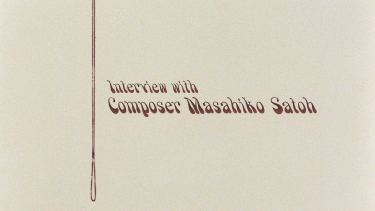 Interview with
Composer Masahiko Satoh